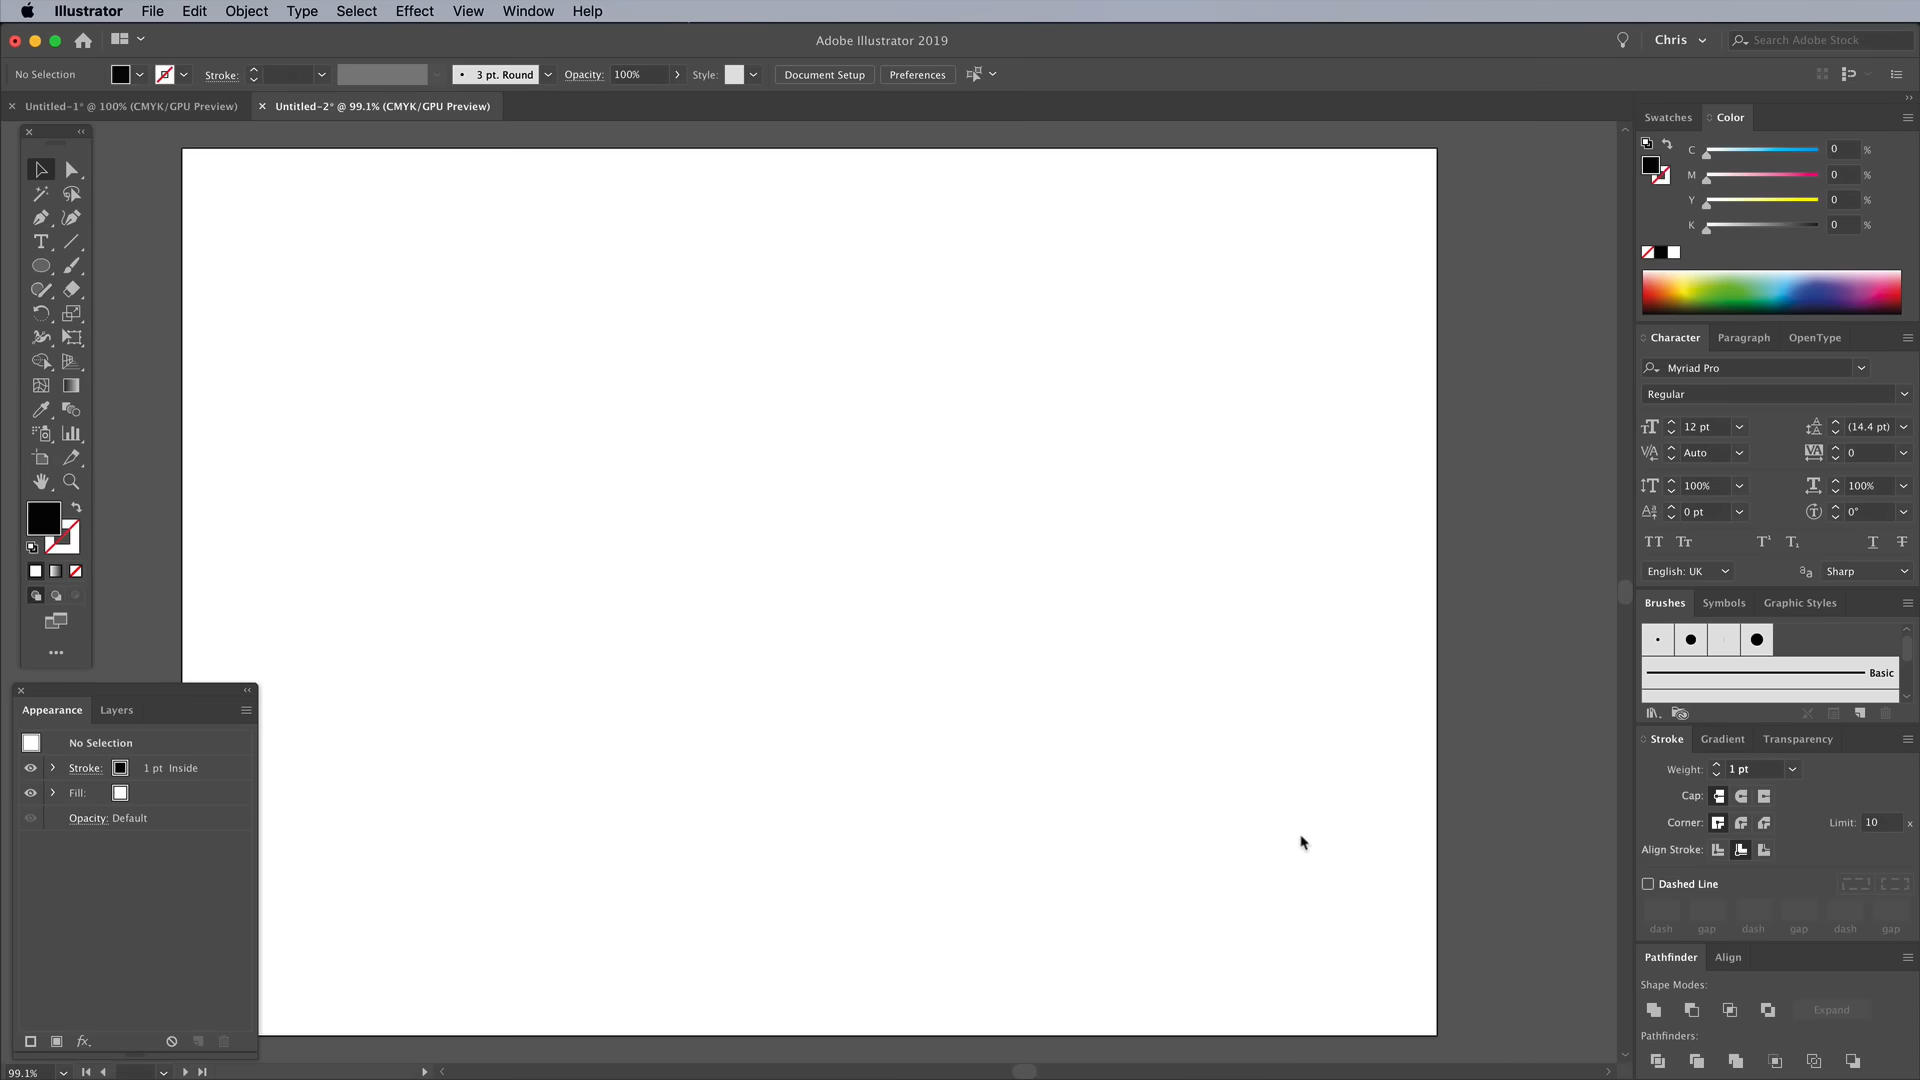 Illustrator File Edit Object Type Select Effect View Window Help
Adobe Illustrator 2019
Chris
Search Adobe Stock
No Selection
Stroke:
3 pt. Round
Opacity: 100%
Style:
Document Setup
Preferences
Untitled-1* @ 100% (CMYK/GPU Preview)
Untitled-2* @ 99.1% (CMYK/GPU Preview)
Swatches Color
C 0 %
M 0 %
Y 0 %
K 0 %
Character Paragraph OpenType
Myriad Pro
Regular
12 pt (14.4 pt)
Auto 0
100% 100%
0 pt 0°
English: UK Sharp
Brushes Symbols Graphic Styles
Basic
Stroke Gradient Transparency
Weight: 1 pt
Cap:
Corner: Limit: 10 x
Align Stroke:
Dashed Line
dash gap dash gap dash gap
Pathfinder Align
Shape Modes:
Expand
Pathfinders:
Appearance Layers
No Selection
Stroke: 1 pt Inside
Fill:
Opacity: Default
fx.
99.1%